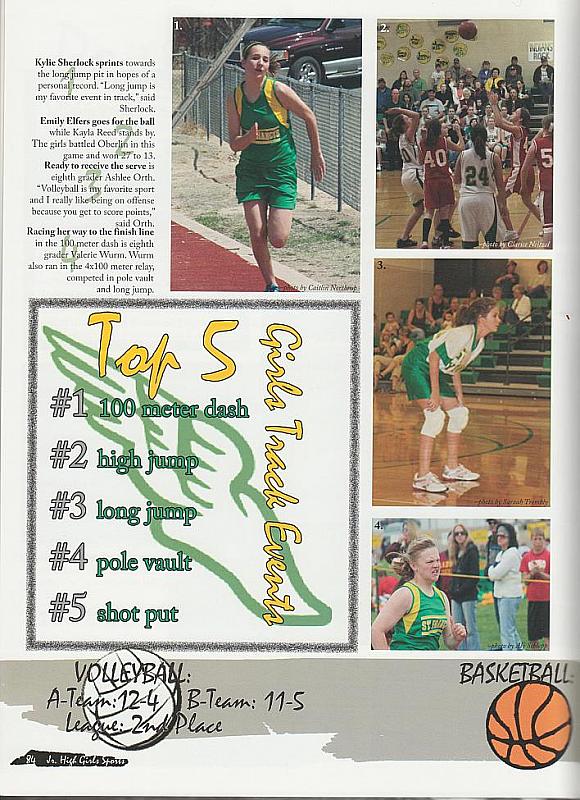 1.
2.
Kylie Sherlock sprints towards
the long jump pit in hopes of a
personal record. "Long jump is
my favorite event in track," said
Sherlock.
Emily Elfers goes for the ball
while Kayla Reed stands by.
The girls battled Oberlin in this
game and won 27 to 13.
Ready to receive the serve is
eighth grader Ashlee Orth.
"Volleyball is my favorite sport
and I really like being on offense
because you get to score points,"
said Orth.
Racing her way to the finish line
in the 100 meter dash is eighth
grader Valerie Wurm. Wurm
also ran in the 4x100 meter relay,
competed in pole vault
and long jump.
1
2
3
4
INDIANS
ROCK
40
24
5
-photo by Clarice Neitzel
-photo by Caitlin Northrup
3.
-photo by Sarrah Trembly
4.
Top 5
Girls Track Events
#1 100 meter dash
#2 high jump
#3 long jump
#4 pole vault
#5 shot put
VOLLEYBALL:
A-Team: 12-4 B-Team: 11-5
League: 2nd Place
BASKETBALL:
84 Jr. High Girls Sports